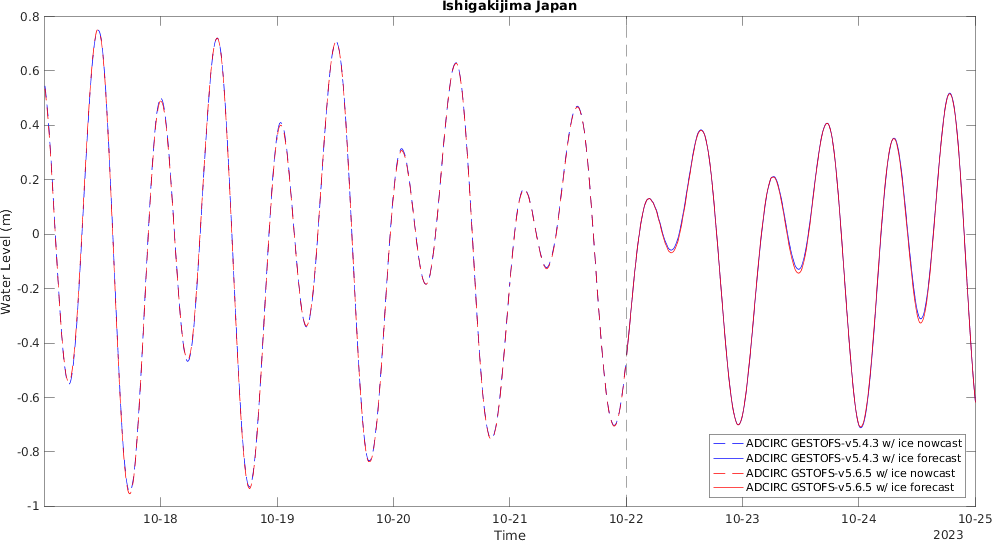 Ishigakijima Japan
0.8
0.6
0.4
0.2
0
-0.2
-0.4
-0.6
-0.8
-1
Water Level (m)
10-18
10-19
10-20
10-21
10-22
10-23
10-24
10-25
Time
2023
ADCIRC GESTOFS-v5.4.3 w/ ice nowcast
ADCIRC GESTOFS-v5.4.3 w/ ice forecast
ADCIRC GSTOFS-v5.6.5 w/ ice nowcast
ADCIRC GSTOFS-v5.6.5 w/ ice forecast